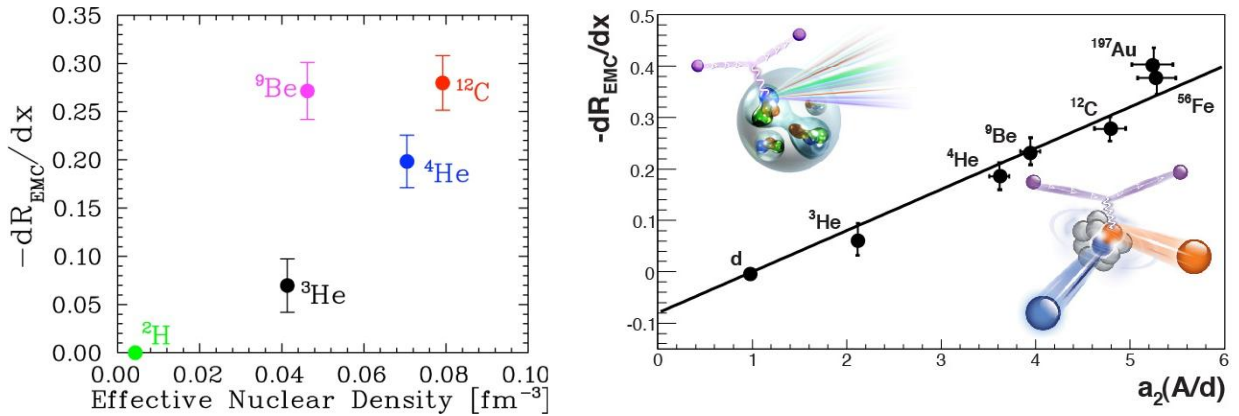 −dR_EMC/dx
0.35
0.30
0.25
0.20
0.15
0.10
0.05
0.00
⁹Be
¹²C
⁴He
³He
²H
0.00 0.02 0.04 0.06 0.08 0.10
Effective Nuclear Density [fm⁻³]
-dR_EMC/dx
0.4
0.3
0.2
0.1
0
-0.1
¹⁹⁷Au
⁵⁶Fe
¹²C
⁹Be
⁴He
³He
d
0 1 2 3 4 5 6
a₂(A/d)